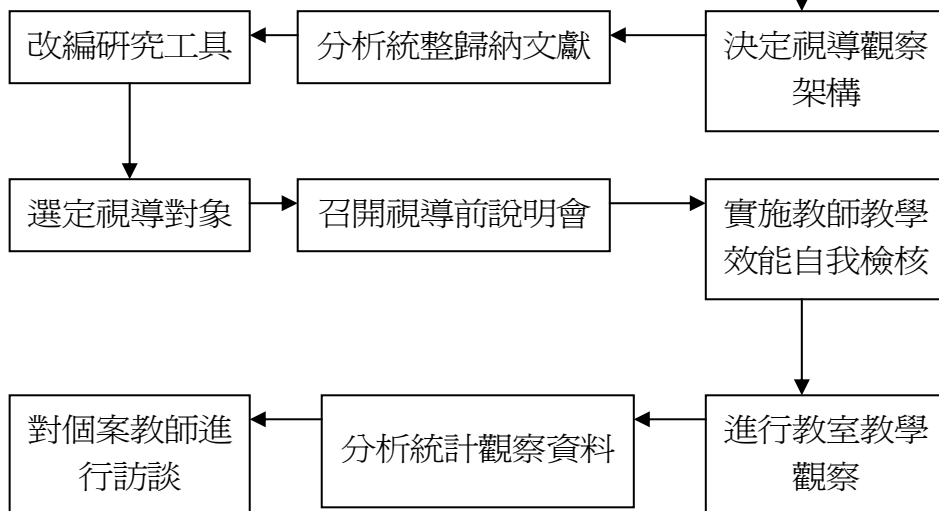 改編研究工具
分析統整歸納文獻
決定視導觀察
架構
選定視導對象
召開視導前說明會
實施教師教學
效能自我檢核
對個案教師進
行訪談
分析統計觀察資料
進行教室教學
觀察